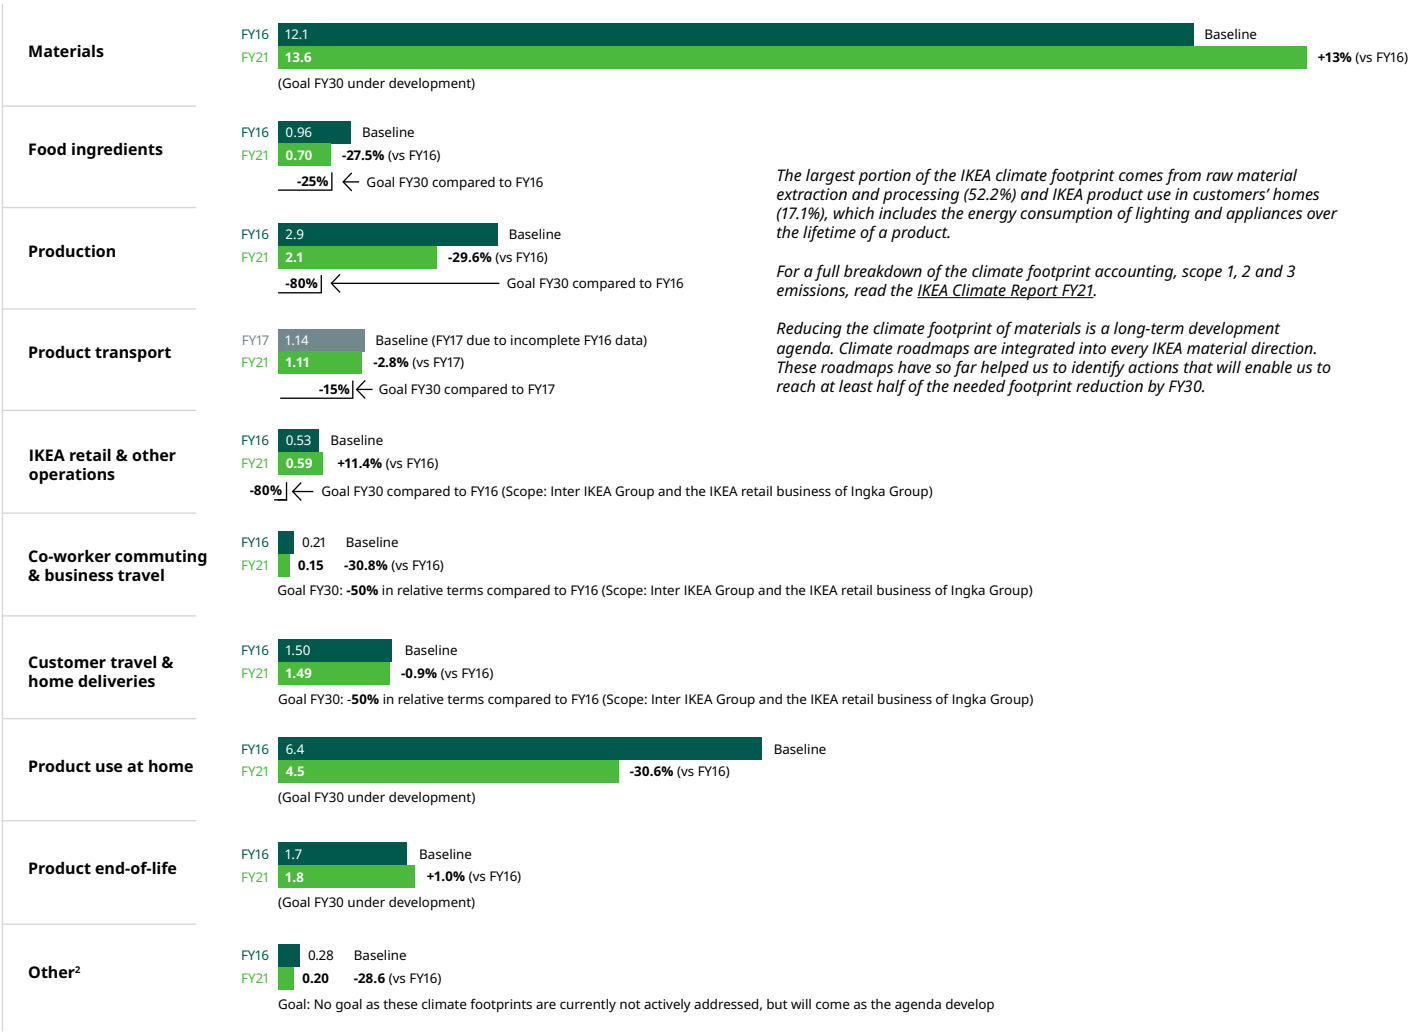 Materials
FY16 12.1 Baseline
FY21 13.6 +13% (vs FY16)
(Goal FY30 under development)
Food ingredients
FY16 0.96 Baseline
FY21 0.70 -27.5% (vs FY16)
-25% Goal FY30 compared to FY16
Production
FY16 2.9 Baseline
FY21 2.1 -29.6% (vs FY16)
-80% Goal FY30 compared to FY16
Product transport
FY17 1.14 Baseline (FY17 due to incomplete FY16 data)
FY21 1.11 -2.8% (vs FY17)
-15% Goal FY30 compared to FY17
The largest portion of the IKEA climate footprint comes from raw material
extraction and processing (52.2%) and IKEA product use in customers’ homes
(17.1%), which includes the energy consumption of lighting and appliances over
the lifetime of a product.
For a full breakdown of the climate footprint accounting, scope 1, 2 and 3
emissions, read the IKEA Climate Report FY21.
Reducing the climate footprint of materials is a long-term development
agenda. Climate roadmaps are integrated into every IKEA material direction.
These roadmaps have so far helped us to identify actions that will enable us to
reach at least half of the needed footprint reduction by FY30.
IKEA retail & other
operations
FY16 0.53 Baseline
FY21 0.59 +11.4% (vs FY16)
-80% Goal FY30 compared to FY16 (Scope: Inter IKEA Group and the IKEA retail business of Ingka Group)
Co-worker commuting
& business travel
FY16 0.21 Baseline
FY21 0.15 -30.8% (vs FY16)
Goal FY30: -50% in relative terms compared to FY16 (Scope: Inter IKEA Group and the IKEA retail business of Ingka Group)
Customer travel &
home deliveries
FY16 1.50 Baseline
FY21 1.49 -0.9% (vs FY16)
Goal FY30: -50% in relative terms compared to FY16 (Scope: Inter IKEA Group and the IKEA retail business of Ingka Group)
Product use at home
FY16 6.4 Baseline
FY21 4.5 -30.6% (vs FY16)
(Goal FY30 under development)
Product end-of-life
FY16 1.7 Baseline
FY21 1.8 +1.0% (vs FY16)
(Goal FY30 under development)
Other²
FY16 0.28 Baseline
FY21 0.20 -28.6 (vs FY16)
Goal: No goal as these climate footprints are currently not actively addressed, but will come as the agenda develop